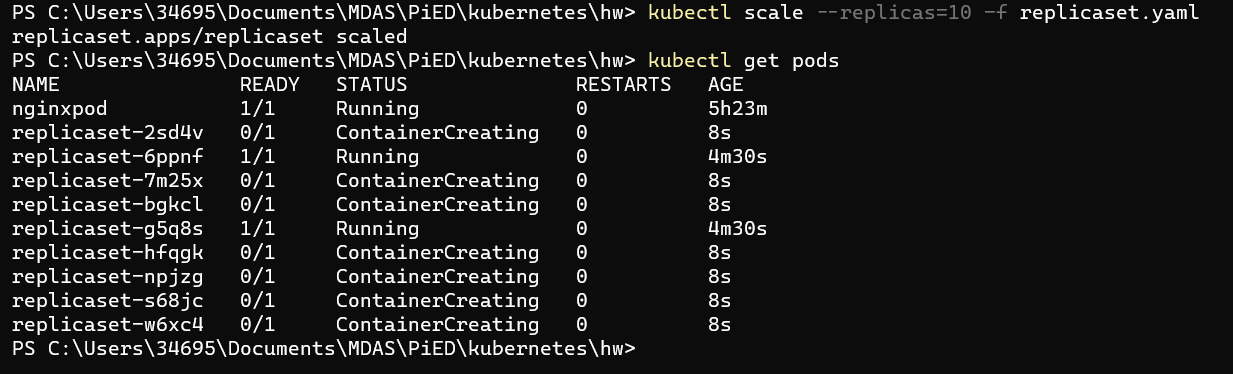 PS C:\Users\34695\Documents\MDAS\PiED\kubernetes\hw> kubectl scale --replicas=10 -f replicaset.yaml
replicaset.apps/replicaset scaled
PS C:\Users\34695\Documents\MDAS\PiED\kubernetes\hw> kubectl get pods
NAME READY STATUS RESTARTS AGE
nginxpod 1/1 Running 0 5h23m
replicaset-2sd4v 0/1 ContainerCreating 0 8s
replicaset-6ppnf 1/1 Running 0 4m30s
replicaset-7m25x 0/1 ContainerCreating 0 8s
replicaset-bgkcl 0/1 ContainerCreating 0 8s
replicaset-g5q8s 1/1 Running 0 4m30s
replicaset-hfqgk 0/1 ContainerCreating 0 8s
replicaset-npjzg 0/1 ContainerCreating 0 8s
replicaset-s68jc 0/1 ContainerCreating 0 8s
replicaset-w6xc4 0/1 ContainerCreating 0 8s
PS C:\Users\34695\Documents\MDAS\PiED\kubernetes\hw>